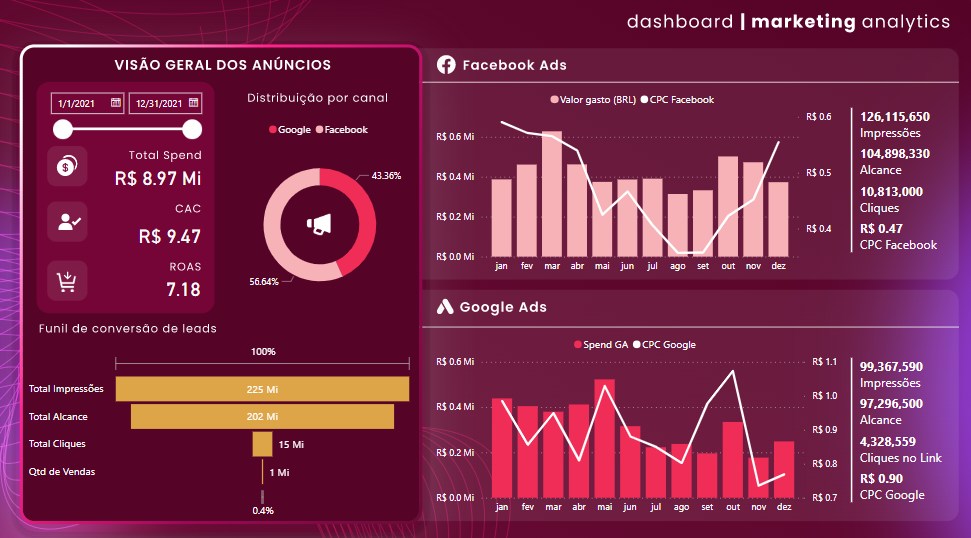 dashboard | marketing analytics
VISÃO GERAL DOS ANÚNCIOS
1/1/2021
12/31/2021
Total Spend
R$ 8.97 Mi
CAC
R$ 9.47
ROAS
7.18
Distribuição por canal
Google Facebook
43.36%
56.64%
Funil de conversão de leads
100%
Total Impressões 225 Mi
Total Alcance 202 Mi
Total Cliques 15 Mi
Qtd de Vendas 1 Mi
0.4%
Facebook Ads
Valor gasto (BRL) CPC Facebook
R$ 0.6 Mi
R$ 0.4 Mi
R$ 0.2 Mi
R$ 0.0 Mi
R$ 0.6
R$ 0.5
R$ 0.4
jan fev mar abr mai jun jul ago set out nov dez
126,115,650
Impressões
104,898,330
Alcance
10,813,000
Cliques
R$ 0.47
CPC Facebook
Google Ads
Spend GA CPC Google
R$ 0.6 Mi
R$ 0.4 Mi
R$ 0.2 Mi
R$ 0.0 Mi
R$ 1.1
R$ 1.0
R$ 0.9
R$ 0.8
R$ 0.7
jan fev mar abr mai jun jul ago set out nov dez
99,367,590
Impressões
97,296,500
Alcance
4,328,559
Cliques no Link
R$ 0.90
CPC Google